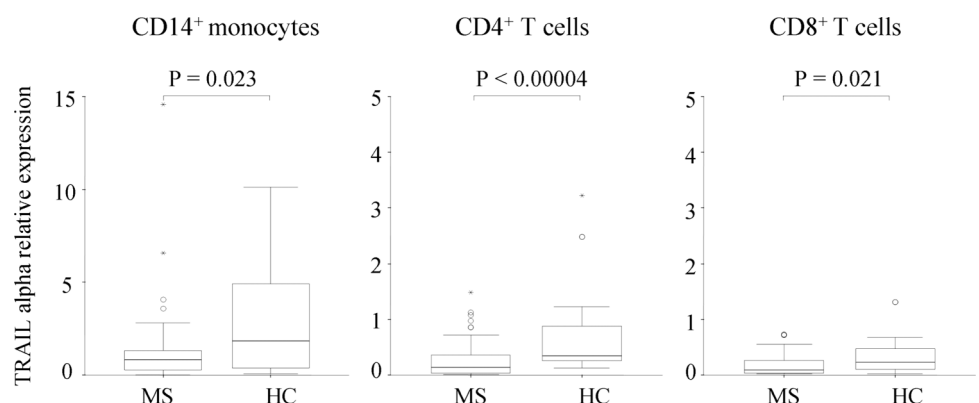 CD14⁺ monocytes
CD4⁺ T cells
CD8⁺ T cells
P = 0.023
P < 0.00004
P = 0.021
TRAIL alpha relative expression
15
10
5
0
MS HC
5
4
3
2
1
0
MS HC
5
4
3
2
1
0
MS HC